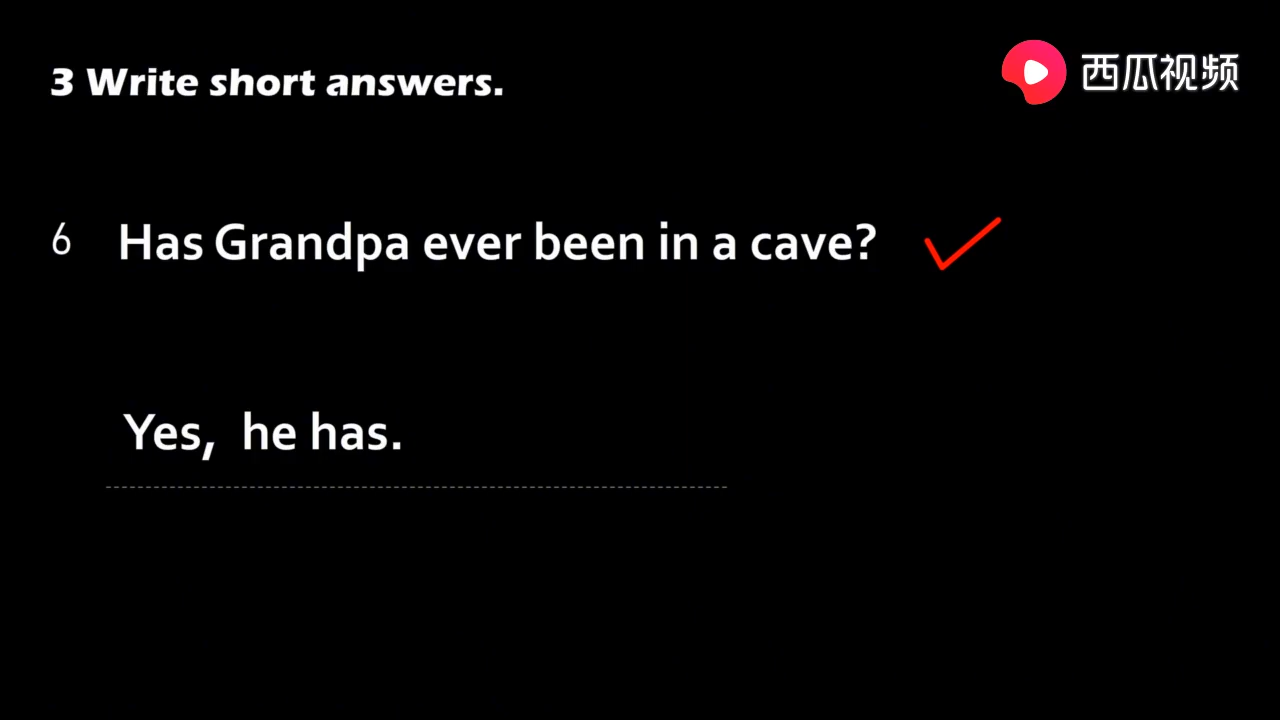 3 Write short answers.
西瓜视频
6 Has Grandpa ever been in a cave?
Yes, he has.